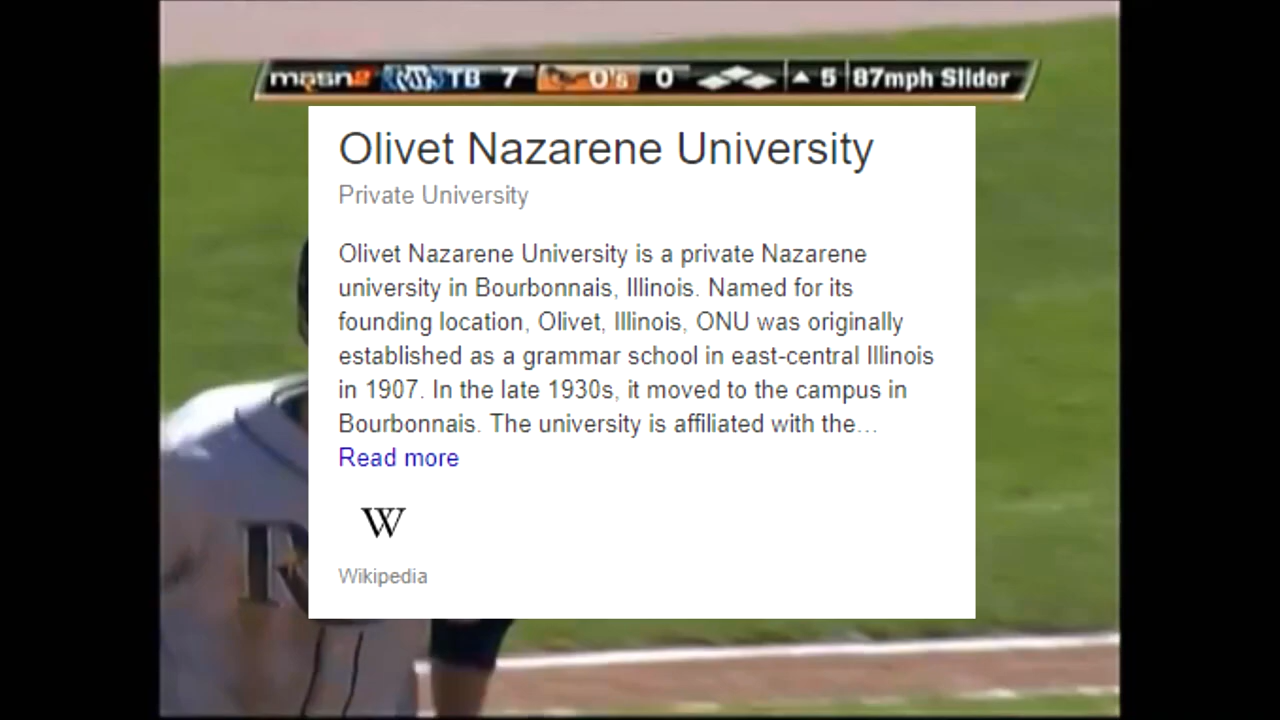 masn2 TB 7 O's 0 5 87mph Slider
Olivet Nazarene University
Private University
Olivet Nazarene University is a private Nazarene
university in Bourbonnais, Illinois. Named for its
founding location, Olivet, Illinois, ONU was originally
established as a grammar school in east-central Illinois
in 1907. In the late 1930s, it moved to the campus in
Bourbonnais. The university is affiliated with the...
Read more
W
Wikipedia
R